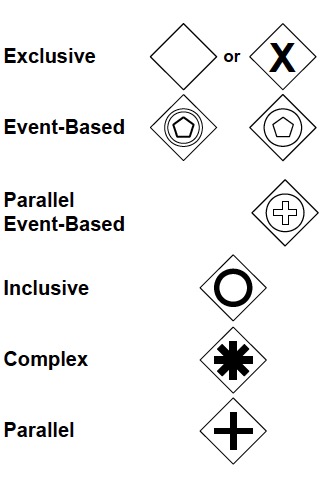 Exclusive or X
Event-Based
Parallel
Event-Based
Inclusive
Complex
Parallel